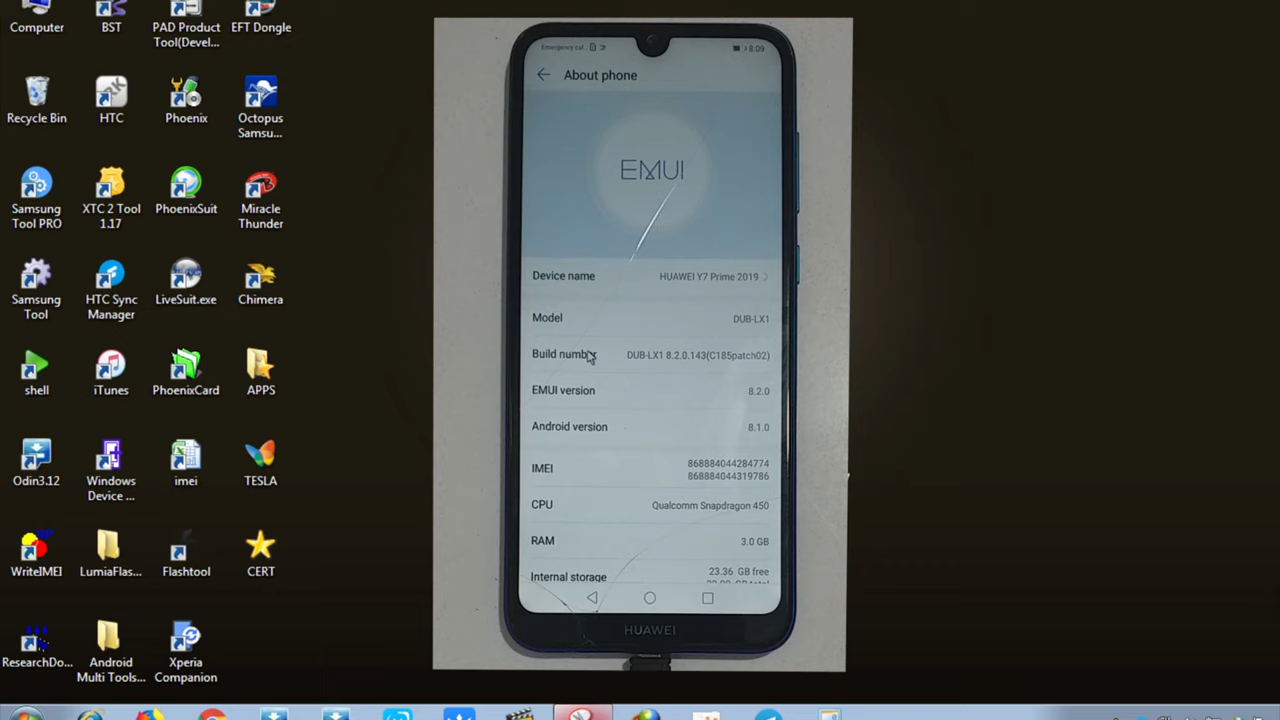 Computer
BST
PAD Product
Tool(Devel...
EFT Dongle
Recycle Bin
HTC
Phoenix
Octopus
Samsu...
Samsung
Tool PRO
XTC 2 Tool
1.17
PhoenixSuit
Miracle
Thunder
Samsung
Tool
HTC Sync
Manager
LiveSuit.exe
Chimera
shell
iTunes
PhoenixCard
APPS
Odin3.12
Windows
Device ...
imei
TESLA
WriteIMEI
LumiaFlas...
Flashtool
CERT
ResearchDo...
Android
Multi Tools...
Xperia
Companion
Emergency cal..
8:09
About phone
EMUI
Device name
HUAWEI Y7 Prime 2019
Model
DUB-LX1
Build number
DUB-LX1 8.2.0.143(C185patch02)
EMUI version
8.2.0
Android version
8.1.0
IMEI
868884044284774
868884044319786
CPU
Qualcomm Snapdragon 450
RAM
3.0 GB
Internal storage
23.36 GB free
HUAWEI